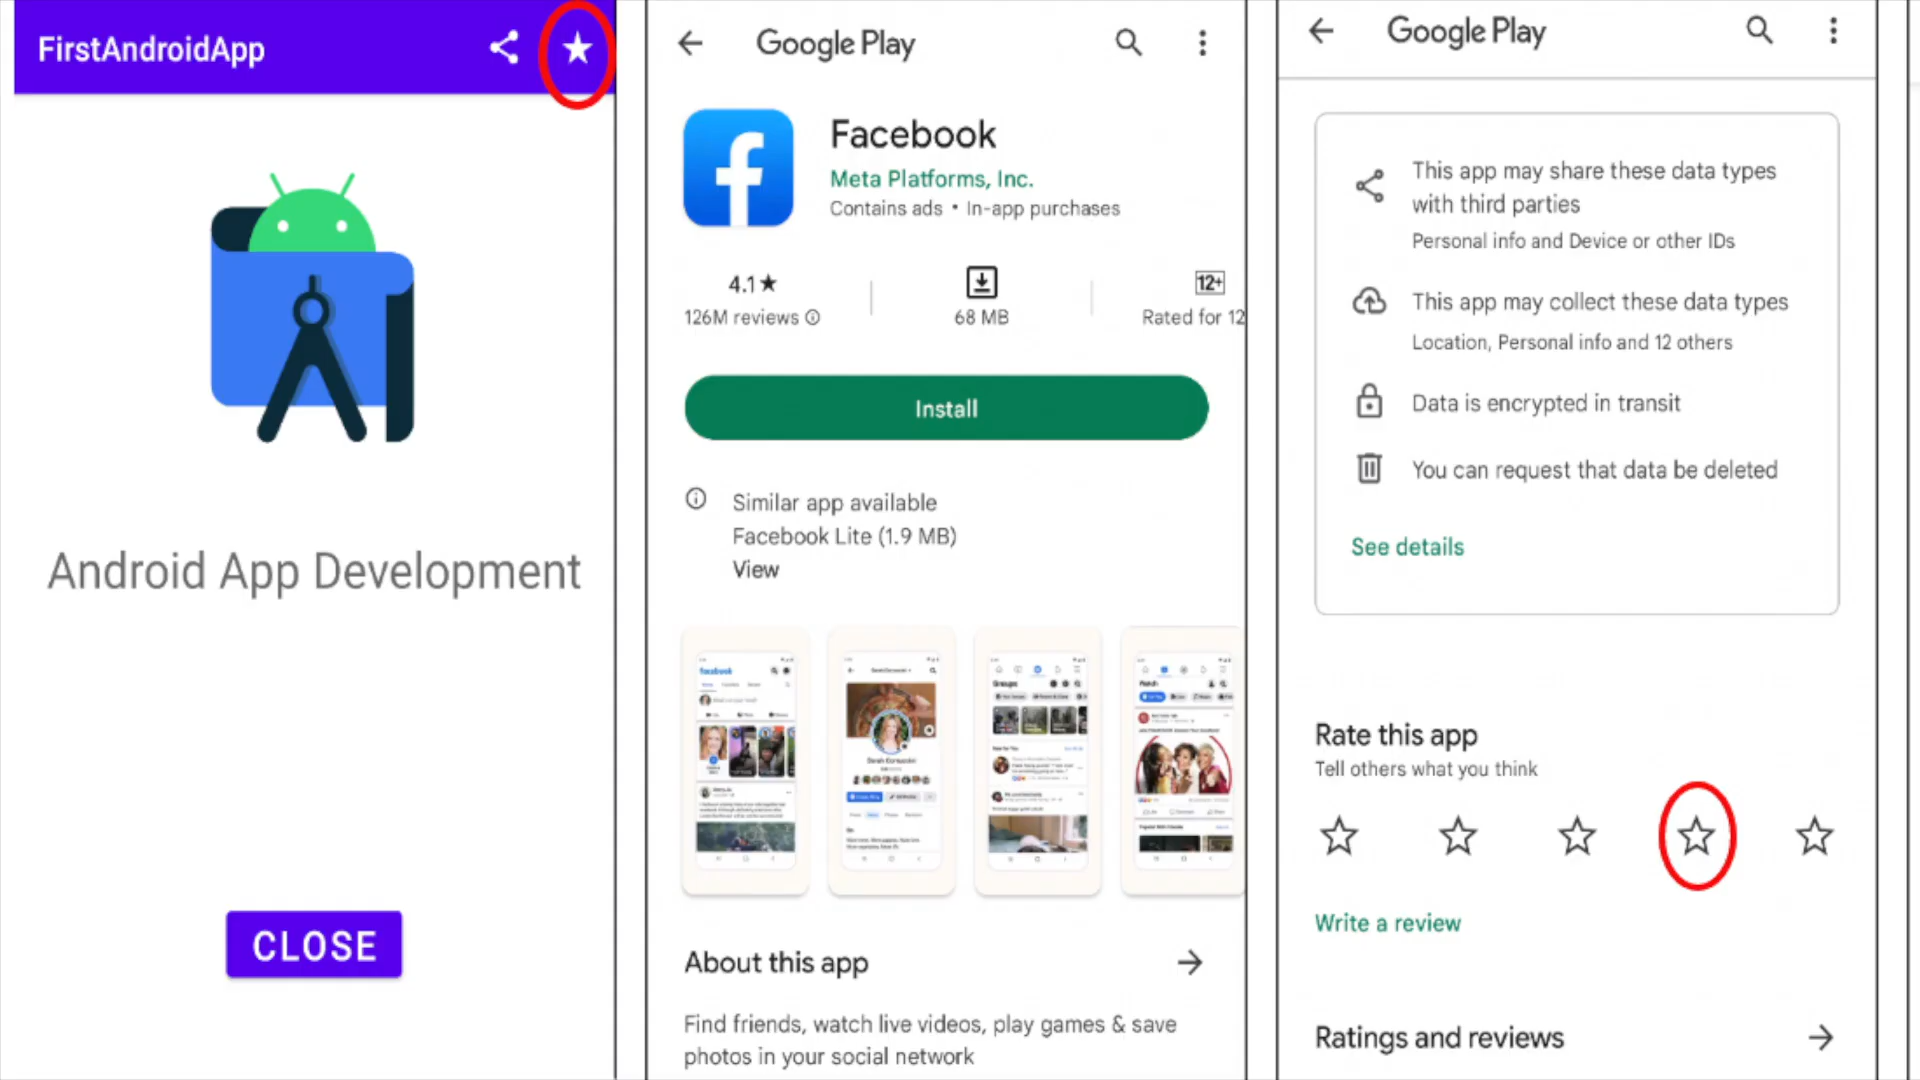 FirstAndroidApp
Android App Development
CLOSE
Google Play
Facebook
Meta Platforms, Inc.
Contains ads • In-app purchases
4.1★
126M reviews
68 MB
12+
Rated for 12
Install
Similar app available
Facebook Lite (1.9 MB)
View
facebook
Groups
Watch
About this app
Find friends, watch live videos, play games & save
photos in your social network
Google Play
This app may share these data types
with third parties
Personal info and Device or other IDs
This app may collect these data types
Location, Personal info and 12 others
Data is encrypted in transit
You can request that data be deleted
See details
Rate this app
Tell others what you think
Write a review
Ratings and reviews